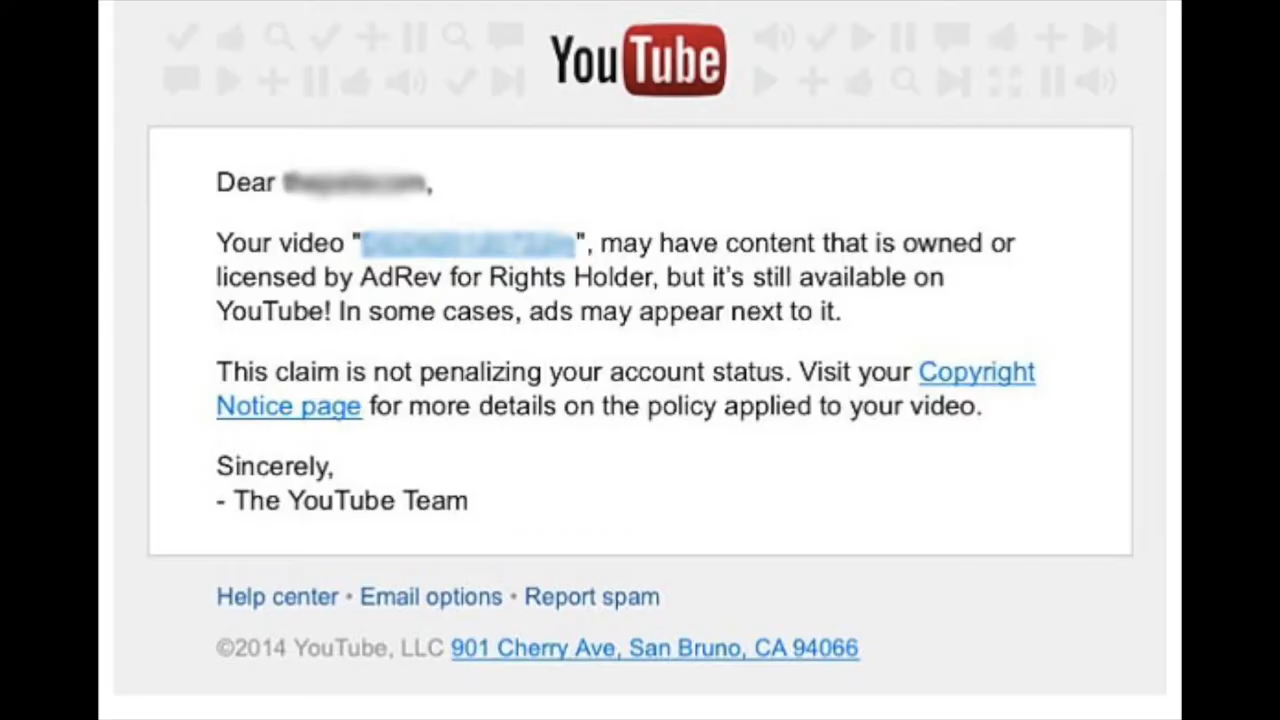 YouTube
Dear ,
Your video "", may have content that is owned or
licensed by AdRev for Rights Holder, but it's still available on
YouTube! In some cases, ads may appear next to it.
This claim is not penalizing your account status. Visit your Copyright
Notice page for more details on the policy applied to your video.
Sincerely,
- The YouTube Team
Help center • Email options • Report spam
©2014 YouTube, LLC 901 Cherry Ave, San Bruno, CA 94066